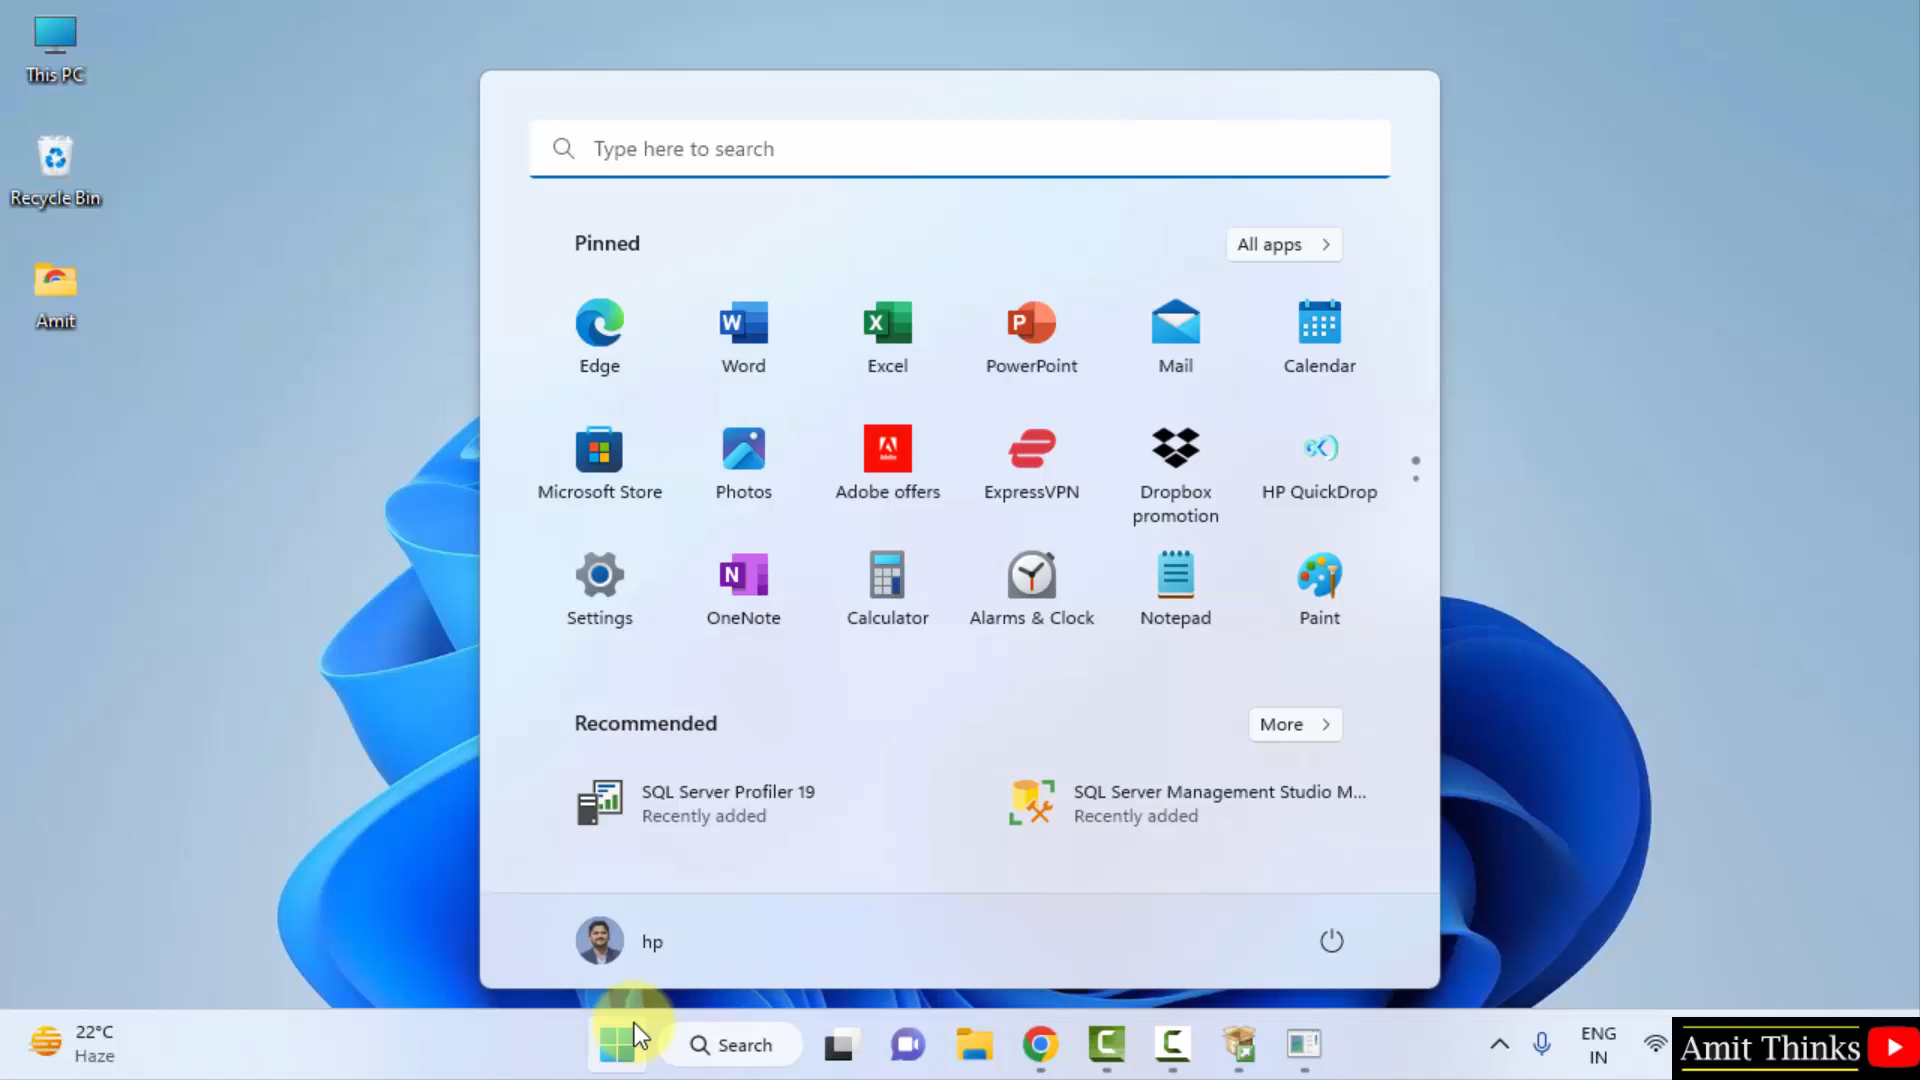 This PC
Recycle Bin
Amit
Type here to search
Pinned
All apps
Edge
Word
Excel
PowerPoint
Mail
Calendar
Microsoft Store
Photos
Adobe offers
ExpressVPN
Dropbox promotion
HP QuickDrop
Settings
OneNote
Calculator
Alarms & Clock
Notepad
Paint
Recommended
More
SQL Server Profiler 19
Recently added
SQL Server Management Studio M...
Recently added
hp
22°C
Haze
Search
ENG
IN
Amit Thinks